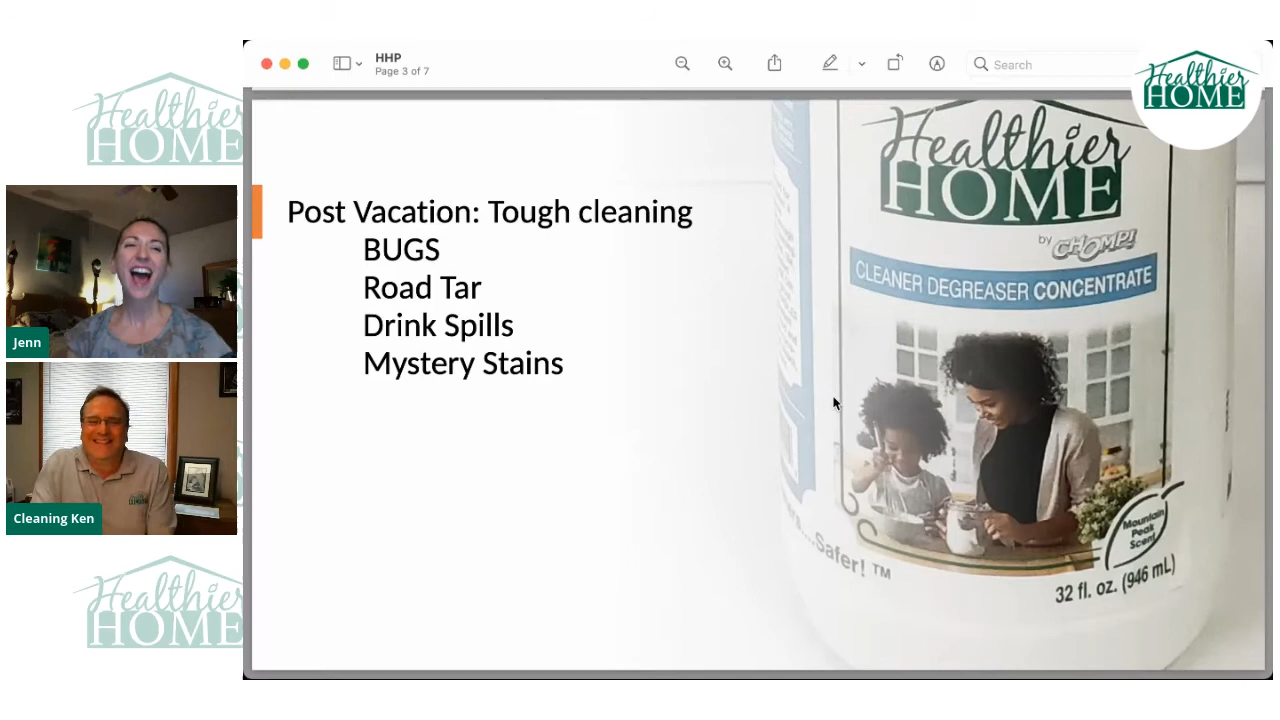 Healthier
HOME
HHP
Page 3 of 7
Search
Healthier
HOME
Post Vacation: Tough cleaning
BUGS
Road Tar
Drink Spills
Mystery Stains
Healthier
HOME
by CHOMP!
CLEANER DEGREASER CONCENTRATE
Mountain
Peak
Scent
Safer! ™
32 fl. oz. (946 mL)
Jenn
Cleaning Ken
Healthier
HOME